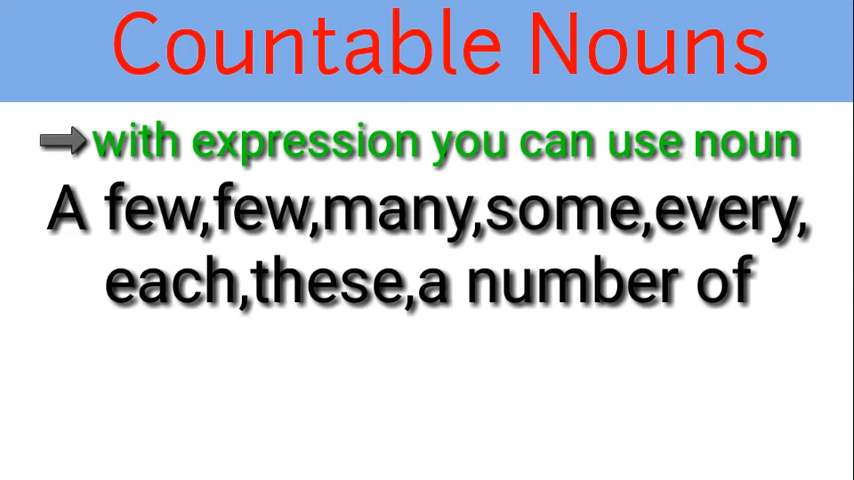 Countable Nouns
with expression you can use noun
A few,few,many,some,every,
each,these,a number of